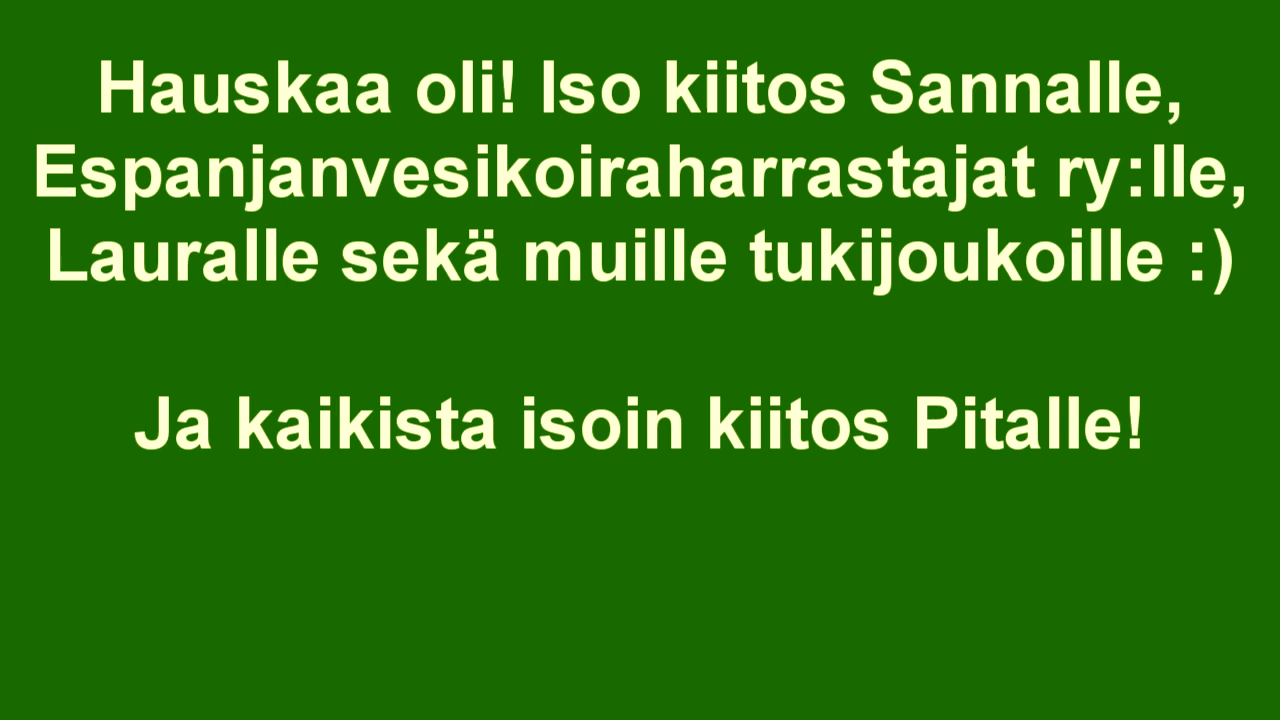 Hauskaa oli! Iso kiitos Sannalle,
Espanjanvesikoiraharrastajat ry:lle,
Lauralle sekä muille tukijoukoille :)
Ja kaikista isoin kiitos Pitalle!